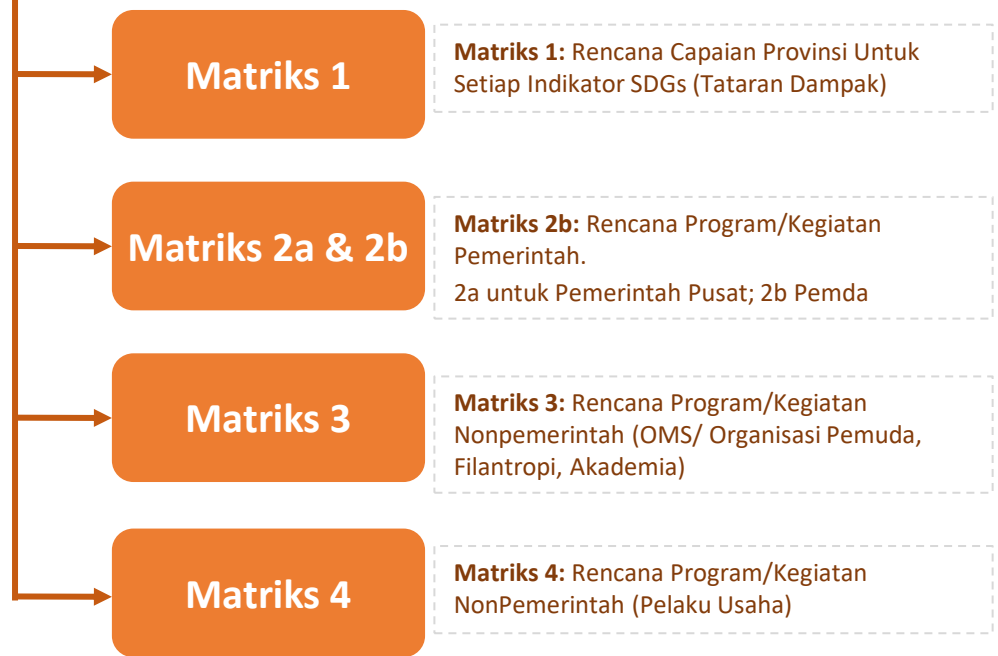 Matriks 1
Matriks 1: Rencana Capaian Provinsi Untuk
Setiap Indikator SDGs (Tataran Dampak)
Matriks 2a & 2b
Matriks 2b: Rencana Program/Kegiatan
Pemerintah.
2a untuk Pemerintah Pusat; 2b Pemda
Matriks 3
Matriks 3: Rencana Program/Kegiatan
Nonpemerintah (OMS/ Organisasi Pemuda,
Filantropi, Akademia)
Matriks 4
Matriks 4: Rencana Program/Kegiatan
NonPemerintah (Pelaku Usaha)